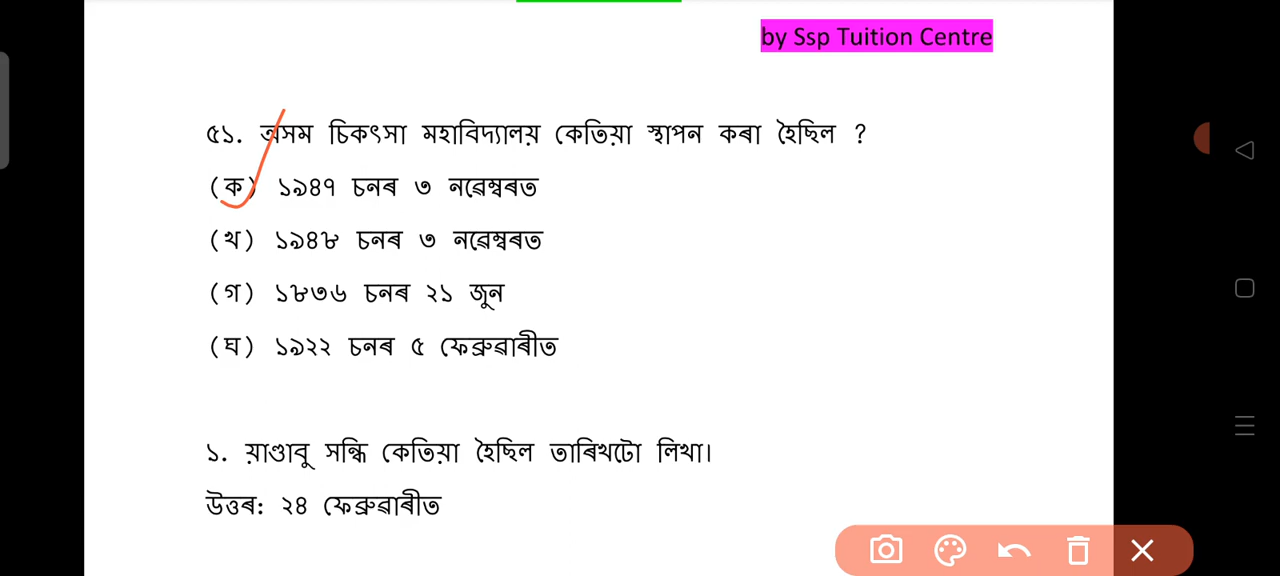 by Ssp Tuition Centre
৫১. অসম চিকৎসা মহাবিদ্যালয় কেতিয়া স্থাপন কৰা হৈছিল ?
(ক) ১৯৪৭ চনৰ ৩ নৱেম্বৰত
(খ) ১৯৪৮ চনৰ ৩ নৱেম্বৰত
(গ) ১৮৩৬ চনৰ ২১ জুন
(ঘ) ১৯২২ চনৰ ৫ ফেব্ৰুৱাৰীত
১. য়াণ্ডাবু সন্ধি কেতিয়া হৈছিল তাৰিখটো লিখা।
উত্তৰ: ২৪ ফেব্ৰুৱাৰীত